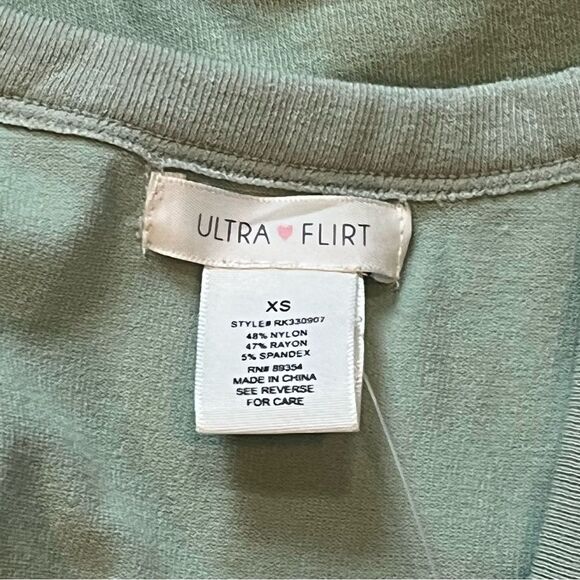 ULTRA FLIRT
XS
STYLE# RK330907
48% NYLON
47% RAYON
5% SPANDEX
RN# 89354
MADE IN CHINA
SEE REVERSE
FOR CARE